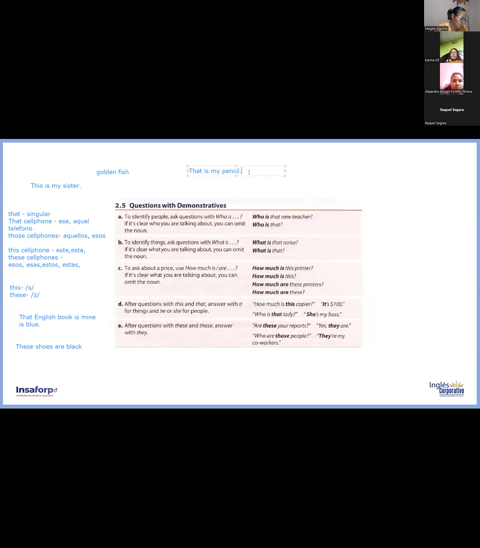 Karina Gil
Raquel Segura
Raquel Segura
golden fish
That is my pencil.
This is my sister.
that - singular
That cellphone - ese, aquel
telefono
those cellphones- aquellos, esos
this cellphone - este,esta,
these cellphones -
esos, esas,estos, estas,
this- /s/
these- /z/
That English book is mine
is blue.
These shoes are black
2.5 Questions with Demonstratives
a. To identify people, ask questions with Who is . . . ?
If it's clear who you are talking about, you can omit
the noun.
Who is that new teacher?
Who is that?
b. To identify things, ask questions with What is . . . ?
If it's clear what you are talking about, you can omit
the noun.
What is that noise?
What is that?
c. To ask about a price, use How much is / are . . . ?
If it's clear what you are talking about, you can
omit the noun.
How much is this printer?
How much is this?
How much are these printers?
How much are these?
d. After questions with this and that, answer with it
for things and he or she for people.
"How much is this copier?" "It's $100."
"Who is that lady?" "She's my boss."
e. After questions with these and those, answer
with they.
"Are these your reports?" "Yes, they are."
"Who are those people?" "They're my
co-workers."
Insaforp
Inglés
Corporativo